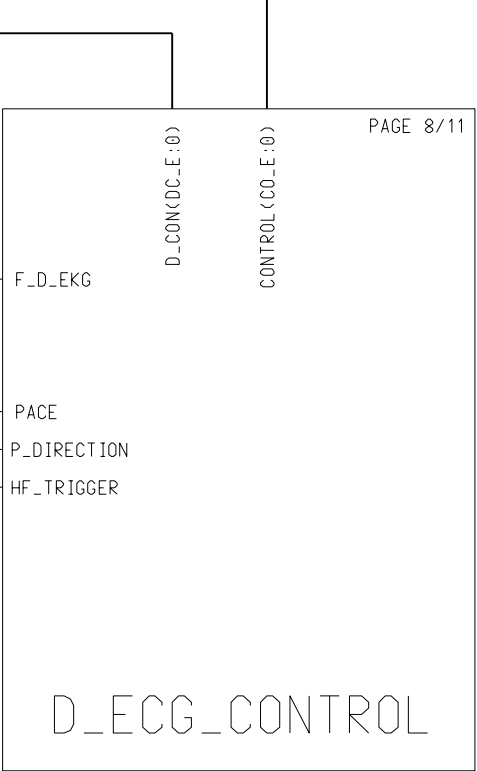 PAGE 8/11
D_CON(DC_E:0)
CONTROL(CO_E:0)
F_D_EKG
PACE
P_DIRECTION
HF_TRIGGER
D_ECG_CONTROL